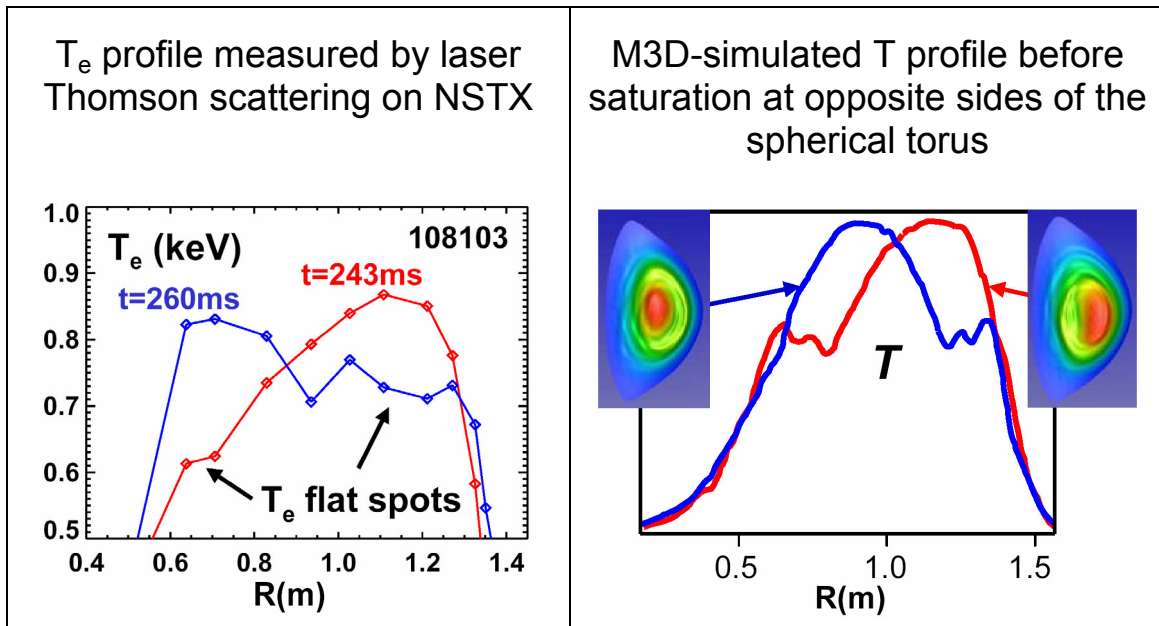 Te profile measured by laser
Thomson scattering on NSTX
M3D-simulated T profile before
saturation at opposite sides of the
spherical torus
1.0
0.9
0.8
0.7
0.6
0.5
Te (keV)
108103
t=243ms
t=260ms
Te flat spots
0.4 0.6 0.8 1.0 1.2 1.4
R(m)
T
0.5 1.0 1.5
R(m)